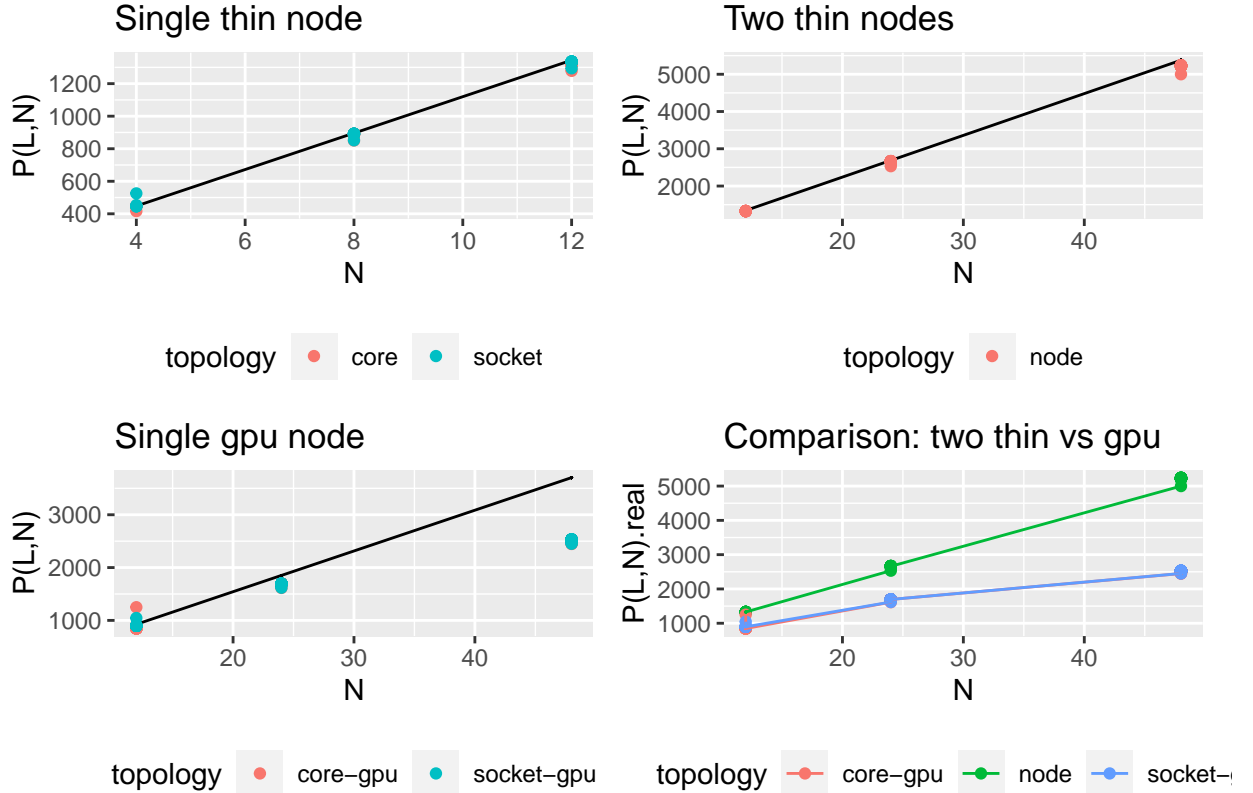 Single thin node
P(L,N)
1200
1000
800
600
400
4 6 8 10 12
N
topology core socket
Two thin nodes
P(L,N)
5000
4000
3000
2000
20 30 40
N
topology node
Single gpu node
P(L,N)
3000
2000
1000
20 30 40
N
topology core−gpu socket−gpu
Comparison: two thin vs gpu
P(L,N).real
5000
4000
3000
2000
1000
20 30 40
N
topology core−gpu node socket−g